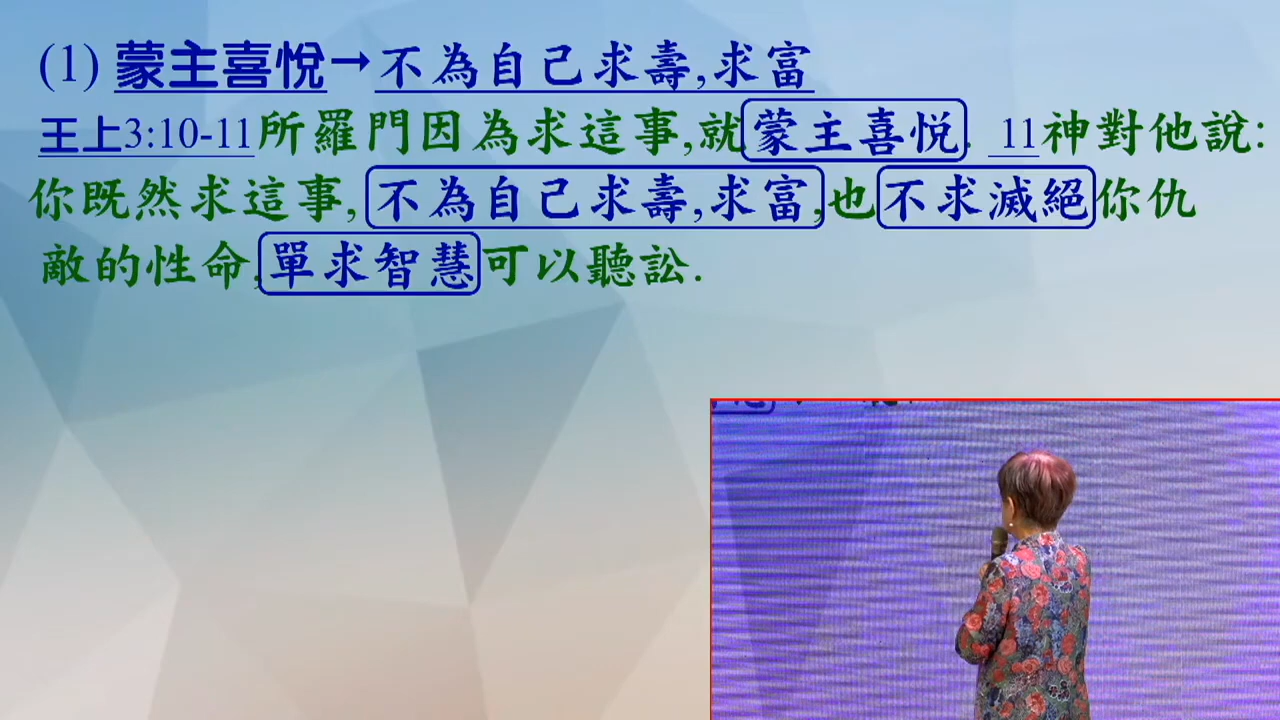 (1) 蒙主喜悅→不為自己求壽,求富
王上3:10-11所羅門因為求這事,就蒙主喜悅. 11神對他說:
你既然求這事,不為自己求壽,求富,也不求滅絕你仇
敵的性命,單求智慧可以聽訟.